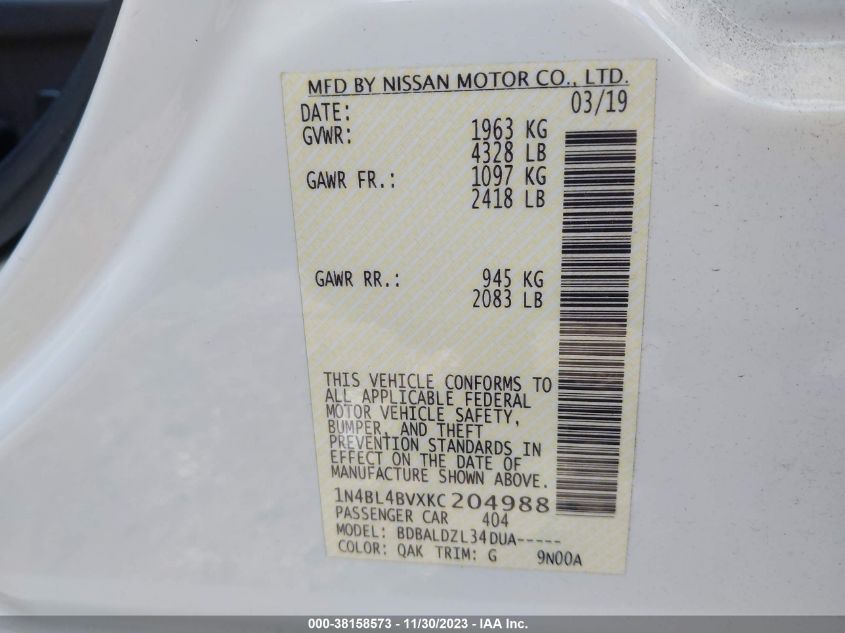 MFD BY NISSAN MOTOR CO., LTD.
DATE: 03/19
GVWR: 1963 KG
4328 LB
GAWR FR.: 1097 KG
2418 LB
GAWR RR.: 945 KG
2083 LB
THIS VEHICLE CONFORMS TO
ALL APPLICABLE FEDERAL
MOTOR VEHICLE SAFETY,
BUMPER, AND THEFT
PREVENTION STANDARDS IN
EFFECT ON THE DATE OF
MANUFACTURE SHOWN ABOVE.
1N4BL4BVXKC204988
PASSENGER CAR 404
MODEL: BDBALDZL34DUA-----
COLOR: QAK TRIM: G 9N00A
000-38158573 - 11/30/2023 - IAA Inc.